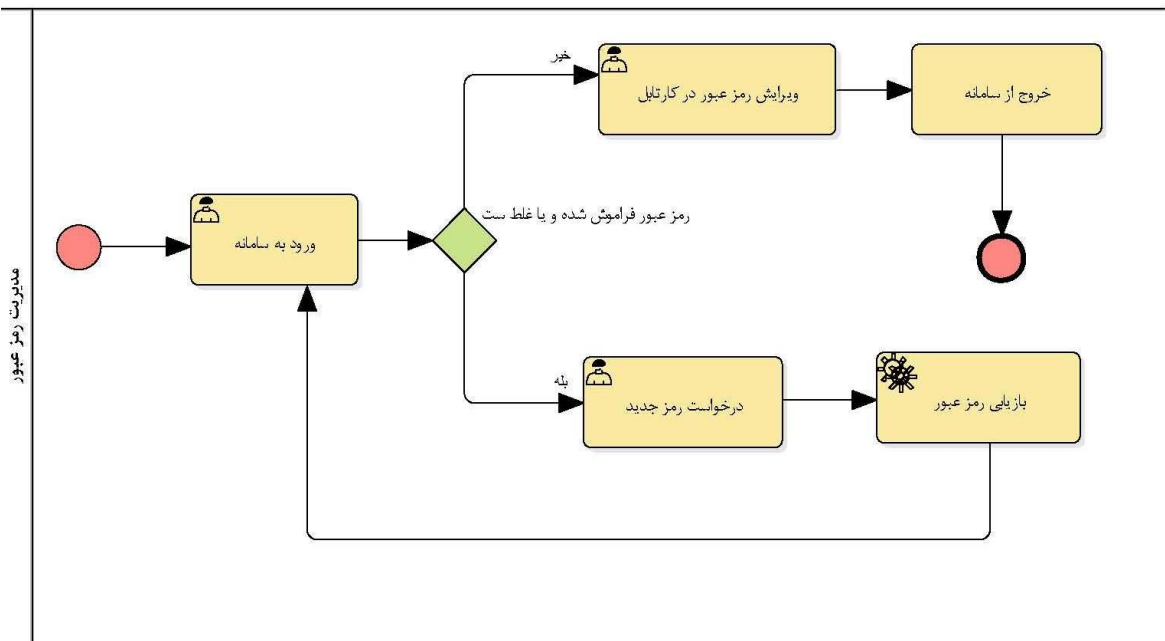 مدیریت رمز عبور
ورود به سامانه
رمز عبور فراموش شده و یا غلط ست
خیر
ویرایش رمز عبور در کارتابل
خروج از سامانه
بله
درخواست رمز جدید
بازیابی رمز عبور